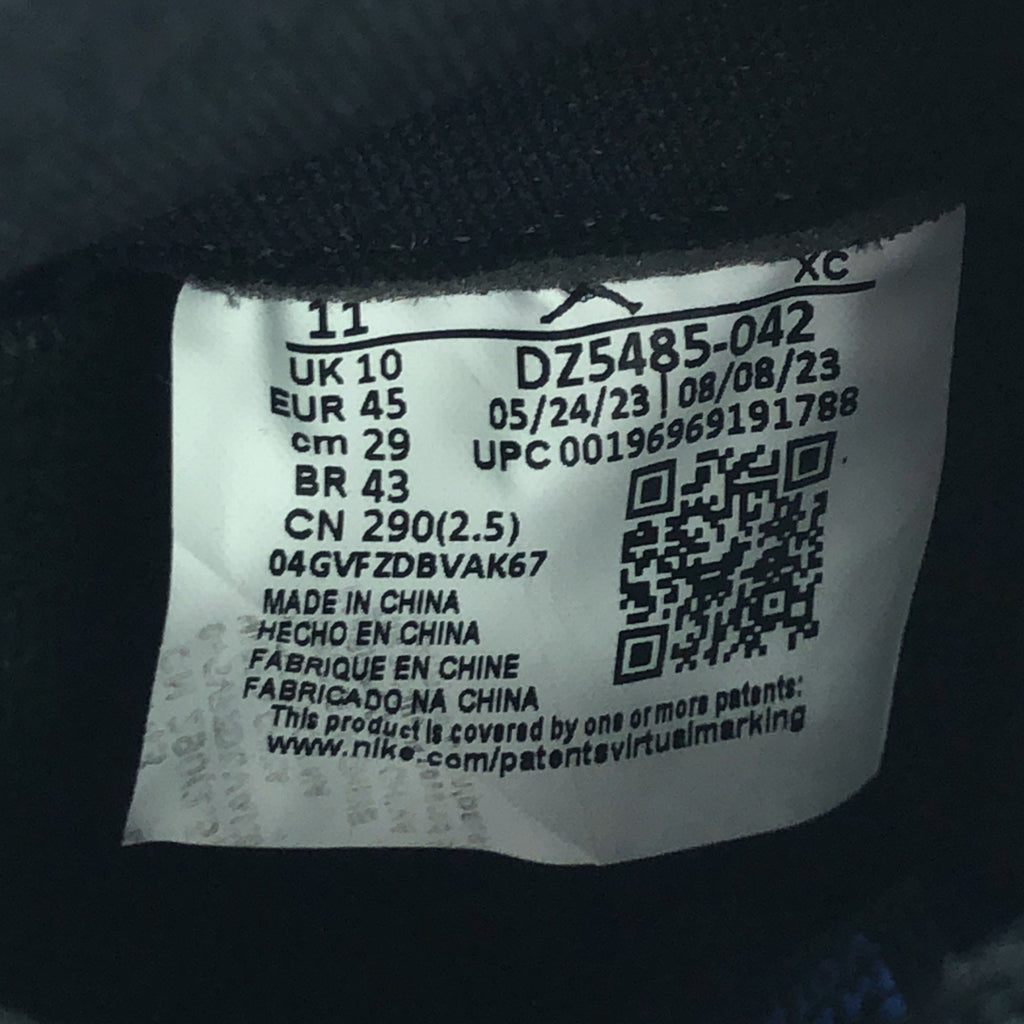 11 XC
UK 10
EUR 45
cm 29
BR 43
CN 290(2.5)
DZ5485-042
05/24/23 | 08/08/23
UPC 00196969191788
04GVFZDBVAK67
MADE IN CHINA
HECHO EN CHINA
FABRIQUE EN CHINE
FABRICADO NA CHINA
This product is covered by one or more patents:
www.nike.com/patentsvirtualmarking